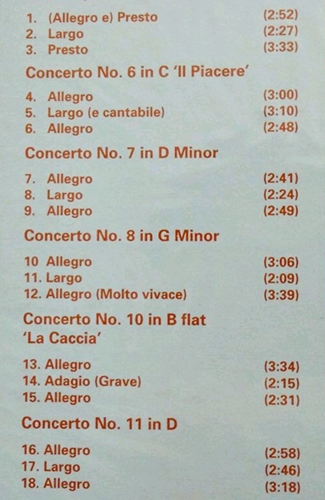 1. (Allegro e) Presto (2:52)
2. Largo (2:27)
3. Presto (3:33)
Concerto No. 6 in C 'Il Piacere'
4. Allegro (3:00)
5. Largo (e cantabile) (3:10)
6. Allegro (2:48)
Concerto No. 7 in D Minor
7. Allegro (2:41)
8. Largo (2:24)
9. Allegro (2:49)
Concerto No. 8 in G Minor
10 Allegro (3:06)
11. Largo (2:09)
12. Allegro (Molto vivace) (3:39)
Concerto No. 10 in B flat
'La Caccia'
13. Allegro (3:34)
14. Adagio (Grave) (2:15)
15. Allegro (2:31)
Concerto No. 11 in D
16. Allegro (2:58)
17. Largo (2:46)
18. Allegro (3:18)